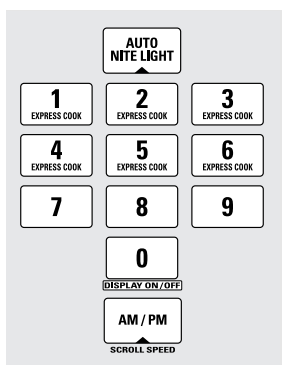 AUTO
NITE LIGHT
1 2 3
EXPRESS COOK EXPRESS COOK EXPRESS COOK
4 5 6
EXPRESS COOK EXPRESS COOK EXPRESS COOK
7 8 9
0
DISPLAY ON/OFF
AM / PM
SCROLL SPEED